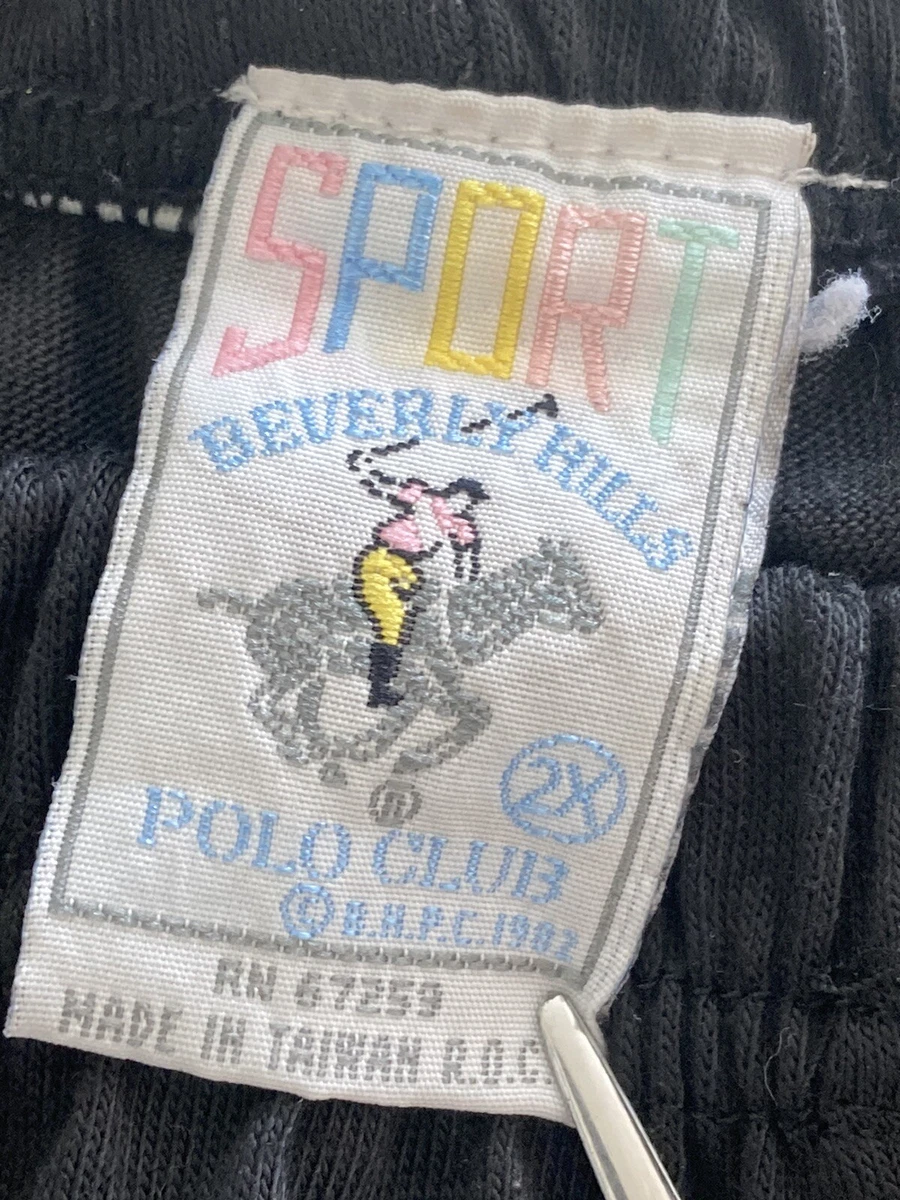 SPORT
BEVERLY HILLS
2X
®
POLO CLUB
© B.H.P.C. 1982
RN 67259
MADE IN TAIWAN R.O.C